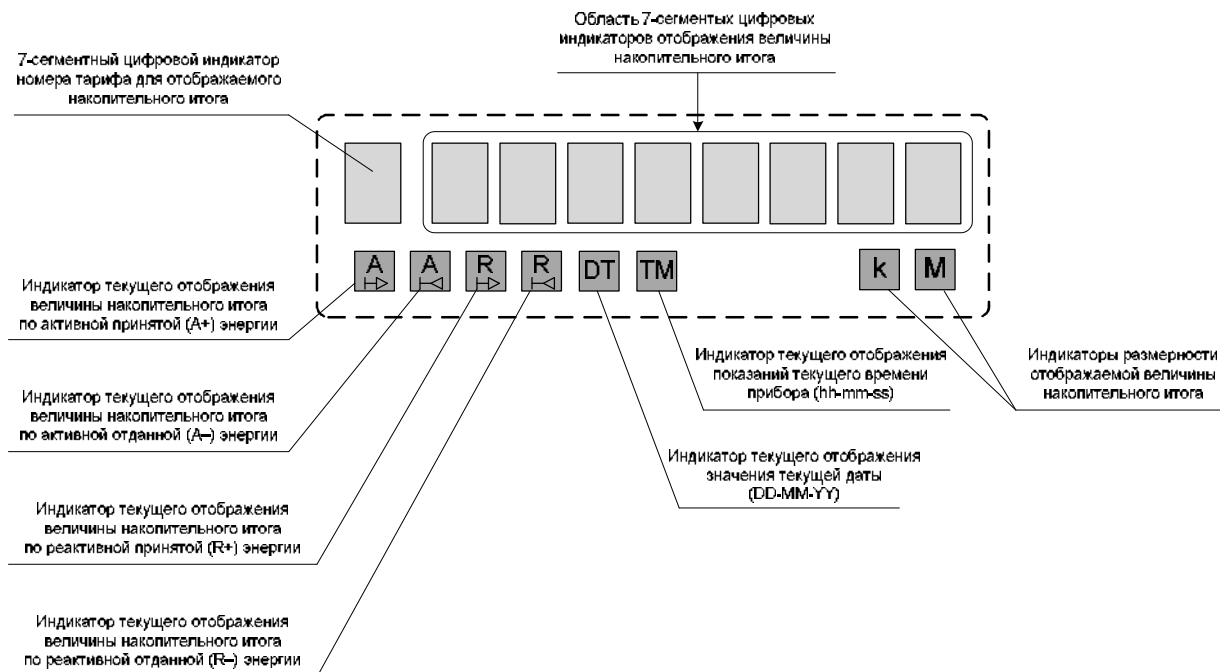 Область 7-сегментых цифровых
индикаторов отображения величины
накопительного итога
7-сегментный цифровой индикатор
номера тарифа для отображаемого
накопительного итога
A A R R DT TM k M
Индикатор текущего отображения
величины накопительного итога
по активной принятой (A+) энергии
Индикатор текущего отображения
показаний текущего времени
прибора (hh-mm-ss)
Индикаторы размерности
отображаемой величины
накопительного итога
Индикатор текущего отображения
величины накопительного итога
по активной отданной (A–) энергии
Индикатор текущего отображения
значения текущей даты
(DD-MM-YY)
Индикатор текущего отображения
величины накопительного итога
по реактивной принятой (R+) энергии
Индикатор текущего отображения
величины накопительного итога
по реактивной отданной (R–) энергии